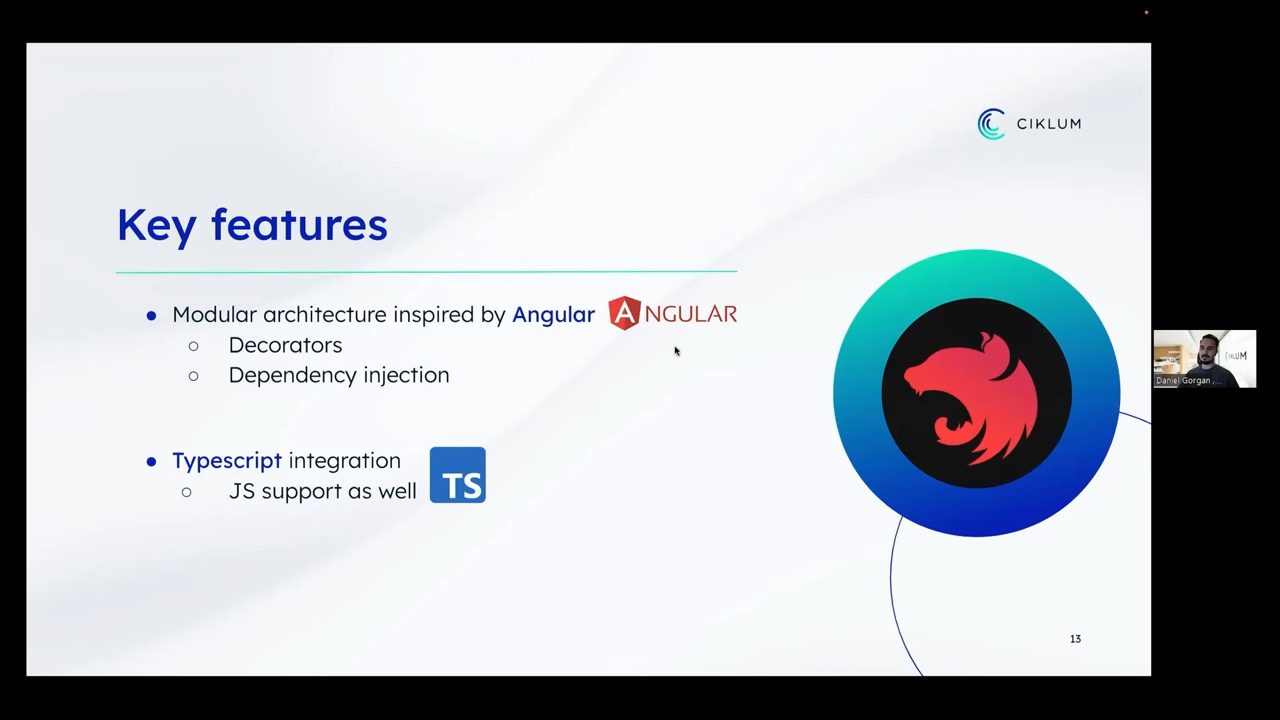 CIKLUM
Key features
Modular architecture inspired by Angular ANGULAR
Decorators
Dependency injection
Typescript integration
JS support as well
TS
Daniel Gorgan , ...
13